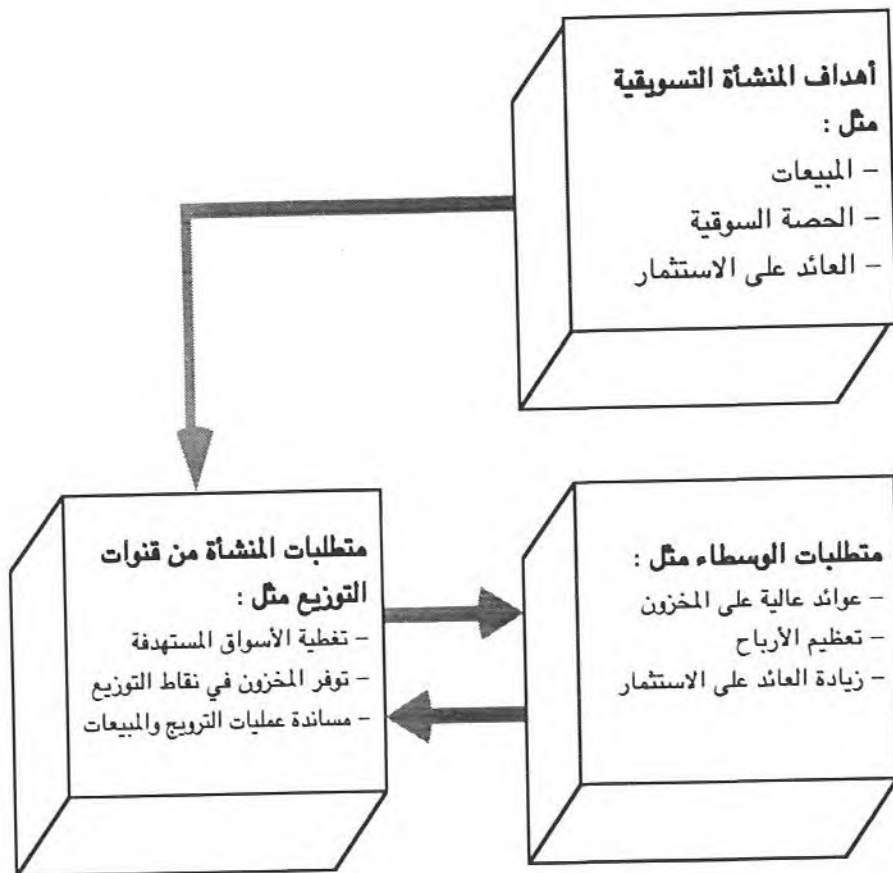 أهداف المنشأة التسويقية
مثل :
– المبيعات
– الحصة السوقية
– العائد على الاستثمار
متطلبات الوسطاء مثل :
– عوائد عالية على المخزون
– تعظيم الأرباح
– زيادة العائد على الاستثمار
متطلبات المنشأة من قنوات
التوزيع مثل :
– تغطية الأسواق المستهدفة
– توفر المخزون في نقاط التوزيع
– مساندة عمليات الترويج والمبيعات